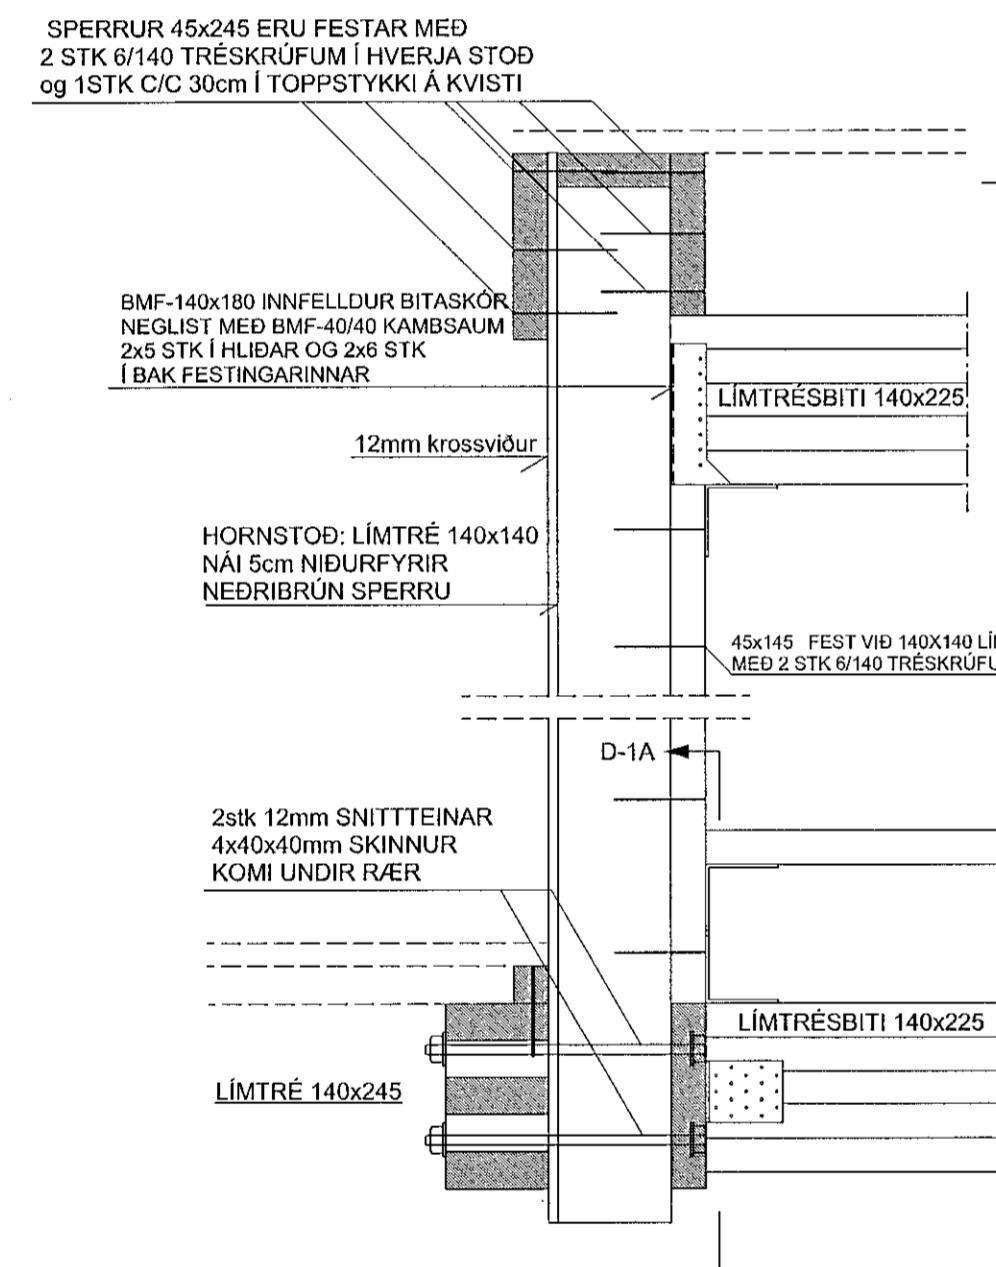 SPERRUR 45x245 ERU FESTAR MEÐ
2 STK 6/140 TRÉSKRÚFUM Í HVERJA STOÐ
og 1STK C/C 30cm Í TOPPSTYKKI Á KVISTI
BMF-140x180 INNFELLDUR BITASKÓR
NEGLIST MEÐ BMF-40/40 KAMBSAUM
2x5 STK Í HLIÐAR OG 2x6 STK
Í BAK FESTINGARINNAR
LÍMTRÉSBITI 140x225
12mm krossviður
HORNSTOÐ: LÍMTRÉ 140x140
NÁI 5cm NIÐURFYRIR
NEÐRIBRÚN SPERRU
45x145 FEST VIÐ 140X140
MEÐ 2 STK 6/140
D-1A
2stk 12mm SNITTTEINAR
4x40x40mm SKINNUR
KOMI UNDIR RÆR
LÍMTRÉSBITI 140x225
LÍMTRÉ 140x245